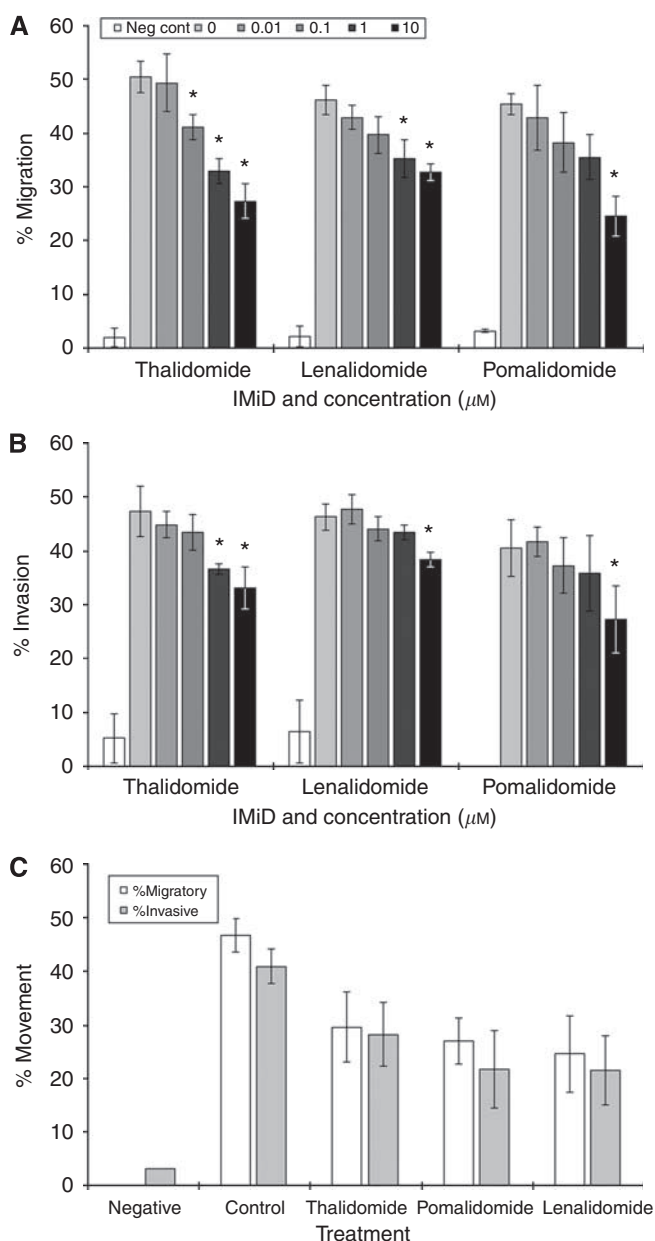 A
Neg cont 0 0.01 0.1 1 10
60
50
40
30
20
10
0
% Migration
* * *
* *
*
Thalidomide Lenalidomide Pomalidomide
IMiD and concentration (μM)
B
60
50
40
30
20
10
0
% Invasion
* *
*
*
Thalidomide Lenalidomide Pomalidomide
IMiD and concentration (μM)
C
%Migratory
%Invasive
60
50
40
30
20
10
0
% Movement
Negative Control Thalidomide Pomalidomide Lenalidomide
Treatment